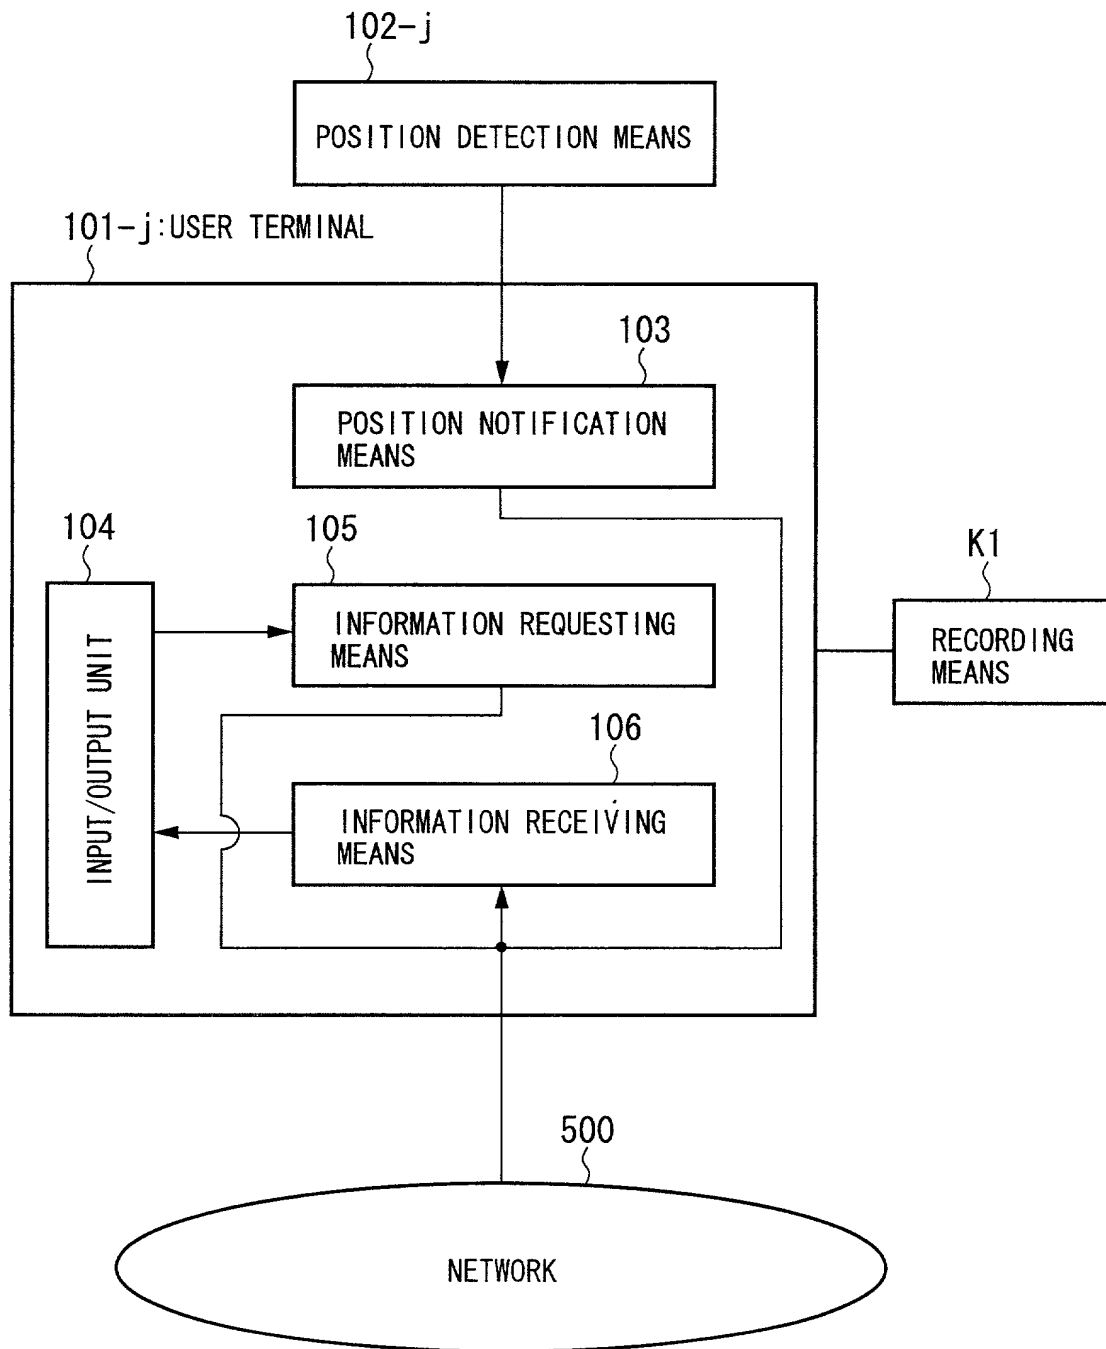 102-j
POSITION DETECTION MEANS
101-j:USER TERMINAL
103
POSITION NOTIFICATION
MEANS
104
INPUT/OUTPUT UNIT
105
INFORMATION REQUESTING
MEANS
K1
RECORDING
MEANS
106
INFORMATION RECEIVING
MEANS
500
NETWORK